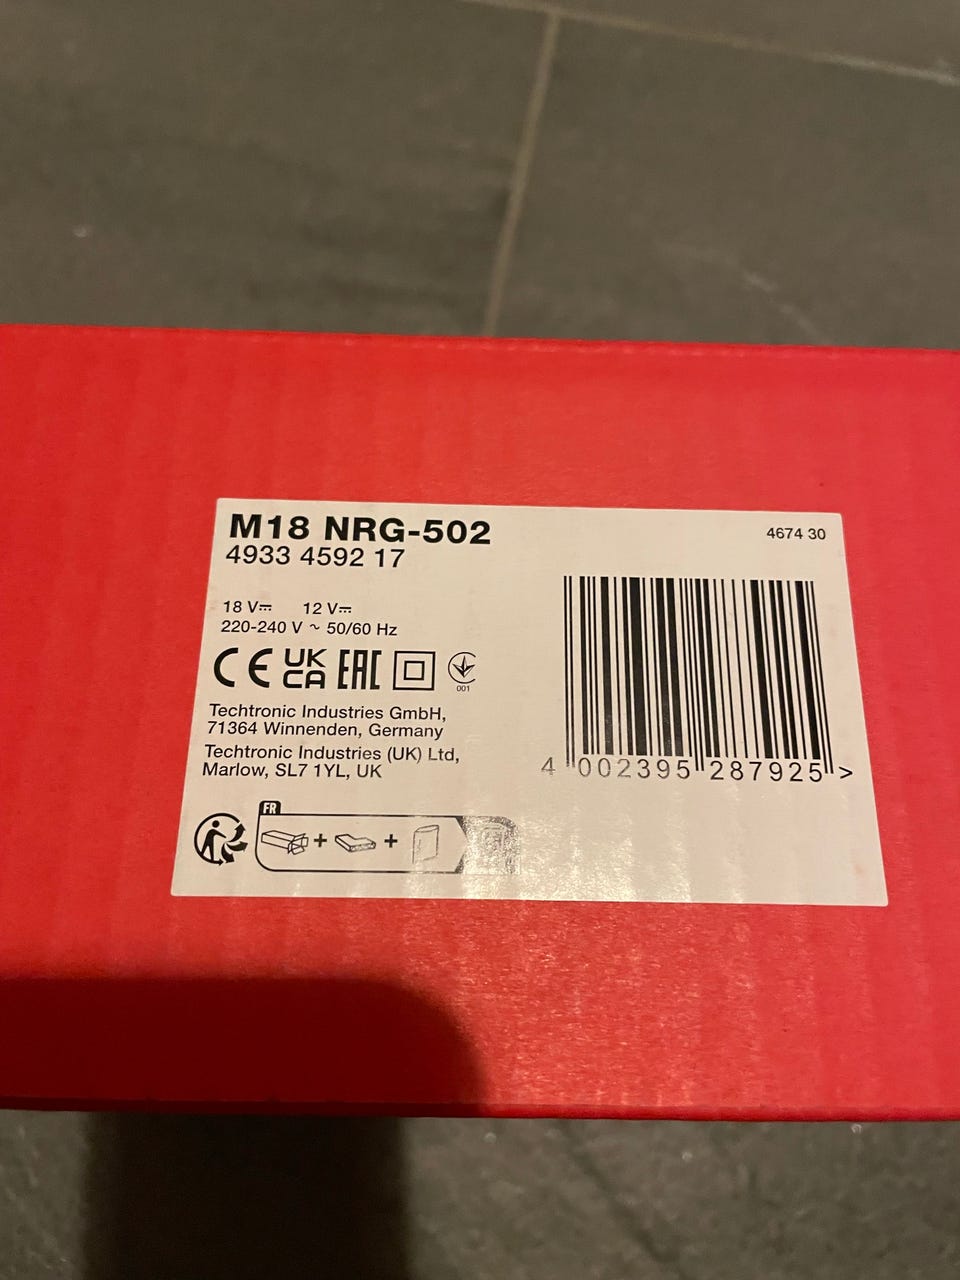 M18 NRG-502
4933 4592 17
4674 30
18 V⎓ 12 V⎓
220-240 V ~ 50/60 Hz
CE UK CA EAC
001
Techtronic Industries GmbH,
71364 Winnenden, Germany
Techtronic Industries (UK) Ltd,
Marlow, SL7 1YL, UK
4 002395 287925 >
FR
+ +